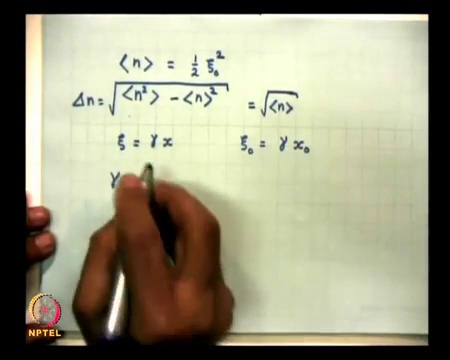 ⟨n⟩ = ½ ξ₀²
Δn = √(⟨n²⟩ − ⟨n⟩²) = √⟨n⟩
ξ = γ x ξ₀ = γ x₀
γ
NPTEL